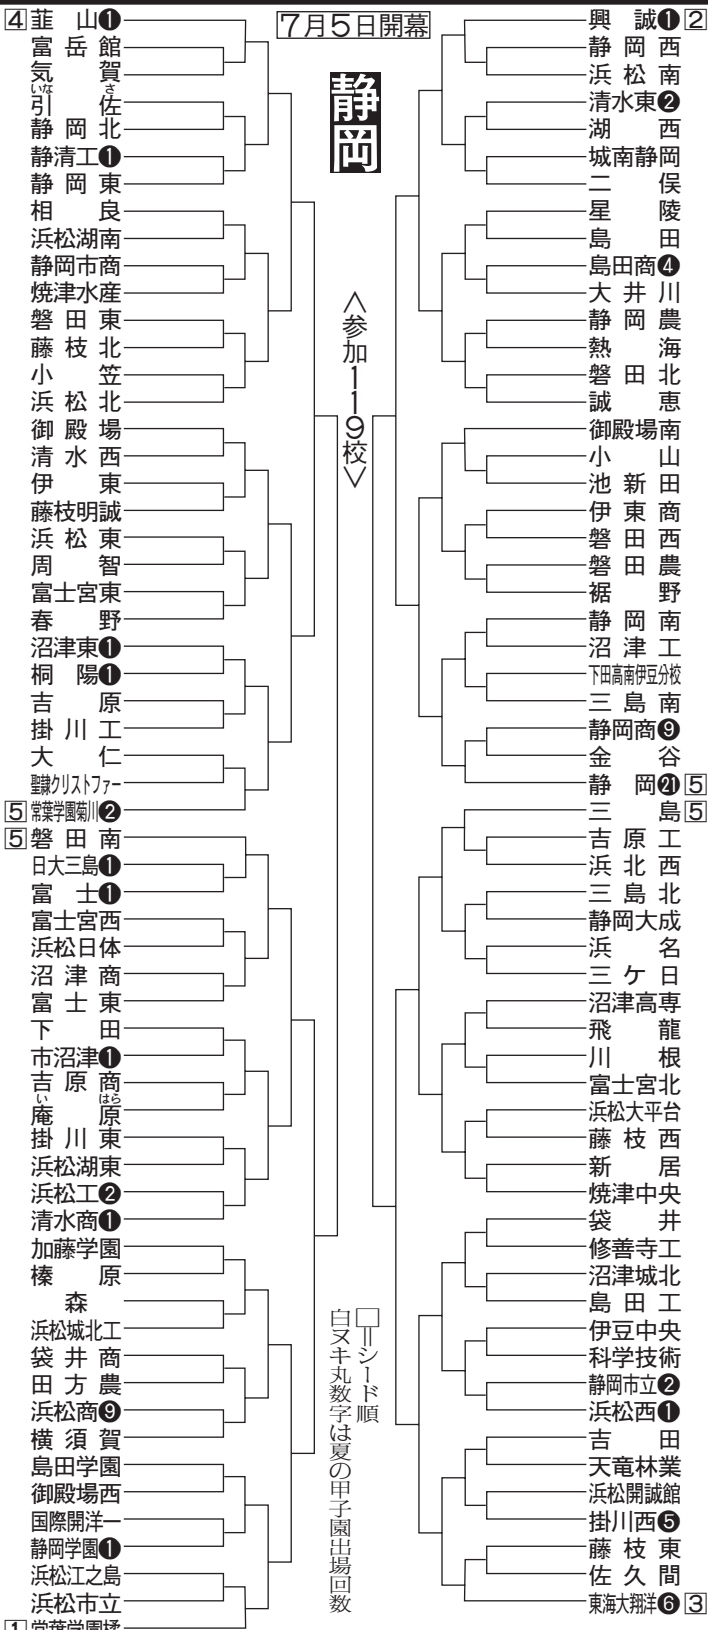 7月5日開幕
静岡
<参加119校>
□=シード順
白ヌキ丸数字は夏の甲子園出場回数
4 韮山❶
富岳館
気賀
いなさ
引佐
静岡北
静清工❶
静岡東
相良
浜松湖南
静岡市商
焼津水産
磐田東
藤枝北
小笠
浜松北
御殿場
清水西
伊東
藤枝明誠
浜松東
周智
富士宮東
春野
沼津東❶
桐陽❶
吉原
掛川工
大仁
聖隷クリストファー
5 常葉学園菊川❷
5 磐田南
日大三島❶
富士❶
富士宮西
浜松日体
沼津商
富士東
下田
市沼津❶
吉原商
いはら
庵原
掛川東
浜松湖東
浜松工❷
清水商❶
加藤学園
榛原
森
浜松城北工
袋井商
田方農
浜松商❾
横須賀
島田学園
御殿場西
国際開洋一
静岡学園❶
浜松江之島
浜松市立
1 常葉学園橘
興誠❶ 2
静岡西
浜松南
清水東❷
湖西
城南静岡
二俣
星陵
島田
島田商❹
大井川
静岡農
熱海
磐田北
誠恵
御殿場南
小山
池新田
伊東商
磐田西
磐田農
裾野
静岡南
沼津工
下田高南伊豆分校
三島南
静岡商❾
金谷
静岡㉑ 5
三島 5
吉原工
浜北西
三島北
静岡大成
浜名
三ケ日
沼津高専
飛龍
川根
富士宮北
浜松大平台
藤枝西
新居
焼津中央
袋井
修善寺工
沼津城北
島田工
伊豆中央
科学技術
静岡市立❷
浜松西❶
吉田
天竜林業
浜松開誠館
掛川西❺
藤枝東
佐久間
東海大翔洋❻ 3